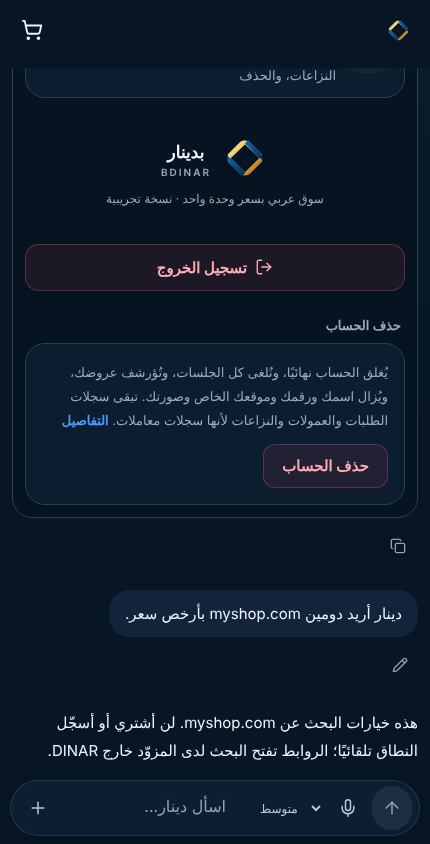 النزاعات، والحذف
بدينار
BDINAR
سوق عربي بسعر وحدة واحد · نسخة تجريبية
تسجيل الخروج
حذف الحساب
يُغلق الحساب نهائيًا، وتُلغى كل الجلسات، وتُؤرشف عروضك،
ويُزال اسمك ورقمك وموقعك الخاص وصورتك. تبقى سجلات
الطلبات والعمولات والنزاعات لأنها سجلات معاملات. التفاصيل
حذف الحساب
دينار أريد دومين myshop.com بأرخص سعر.
هذه خيارات البحث عن myshop.com. لن أشتري أو أسجّل
النطاق تلقائيًا؛ الروابط تفتح البحث لدى المزوّد خارج DINAR.
اسأل دينار...
متوسط